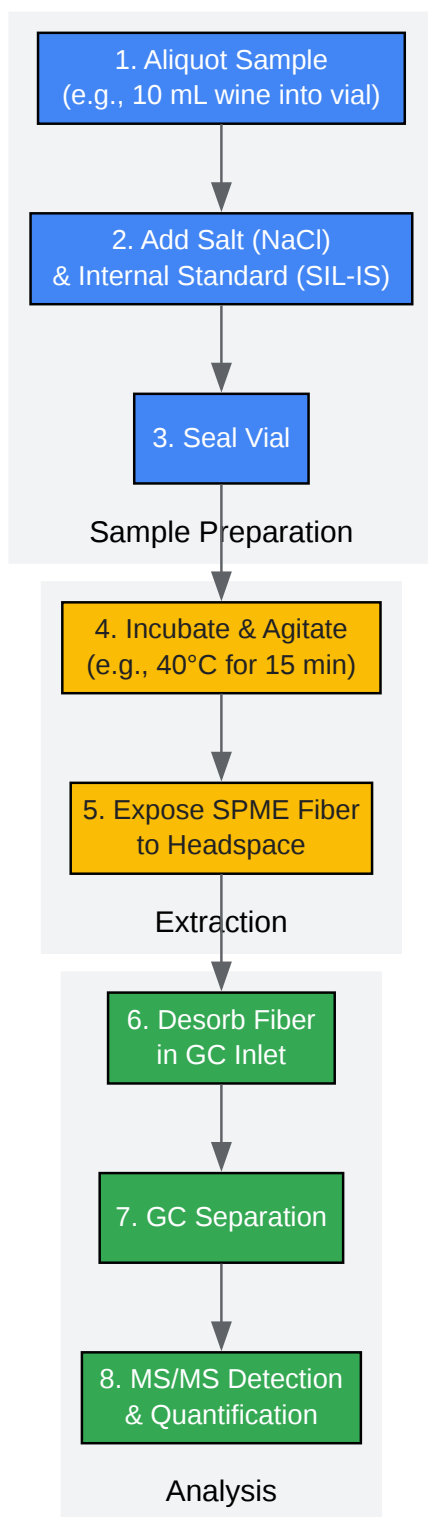 1. Aliquot Sample
(e.g., 10 mL wine into vial)
2. Add Salt (NaCl)
& Internal Standard (SIL-IS)
3. Seal Vial
Sample Preparation
4. Incubate & Agitate
(e.g., 40°C for 15 min)
5. Expose SPME Fiber
to Headspace
Extraction
6. Desorb Fiber
in GC Inlet
7. GC Separation
8. MS/MS Detection
& Quantification
Analysis